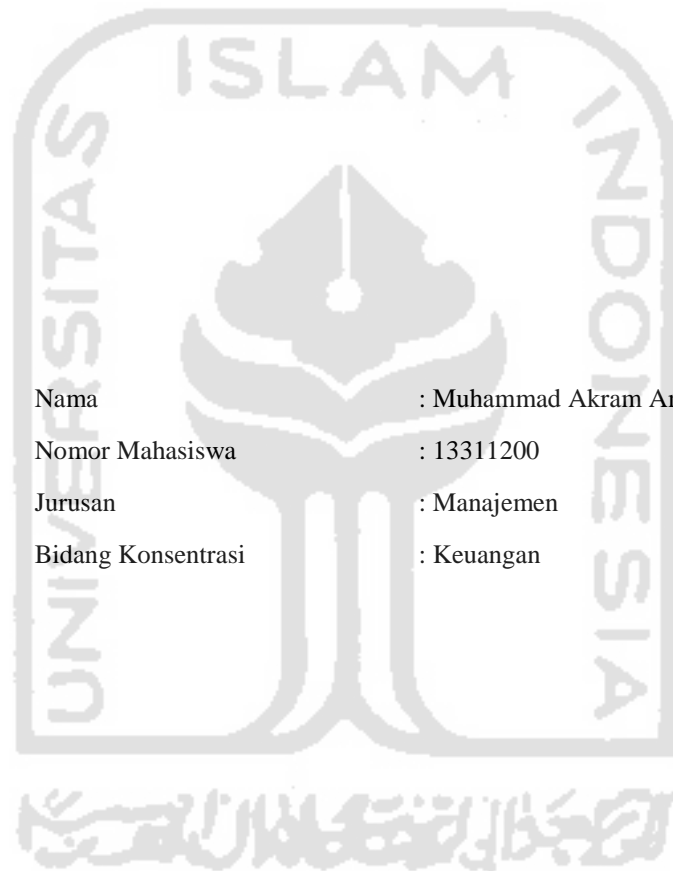 ISLAM
UNIVERSITAS
INDONESIA
Nama : Muhammad Akram
Nomor Mahasiswa : 13311200
Jurusan : Manajemen
Bidang Konsentrasi : Keuangan